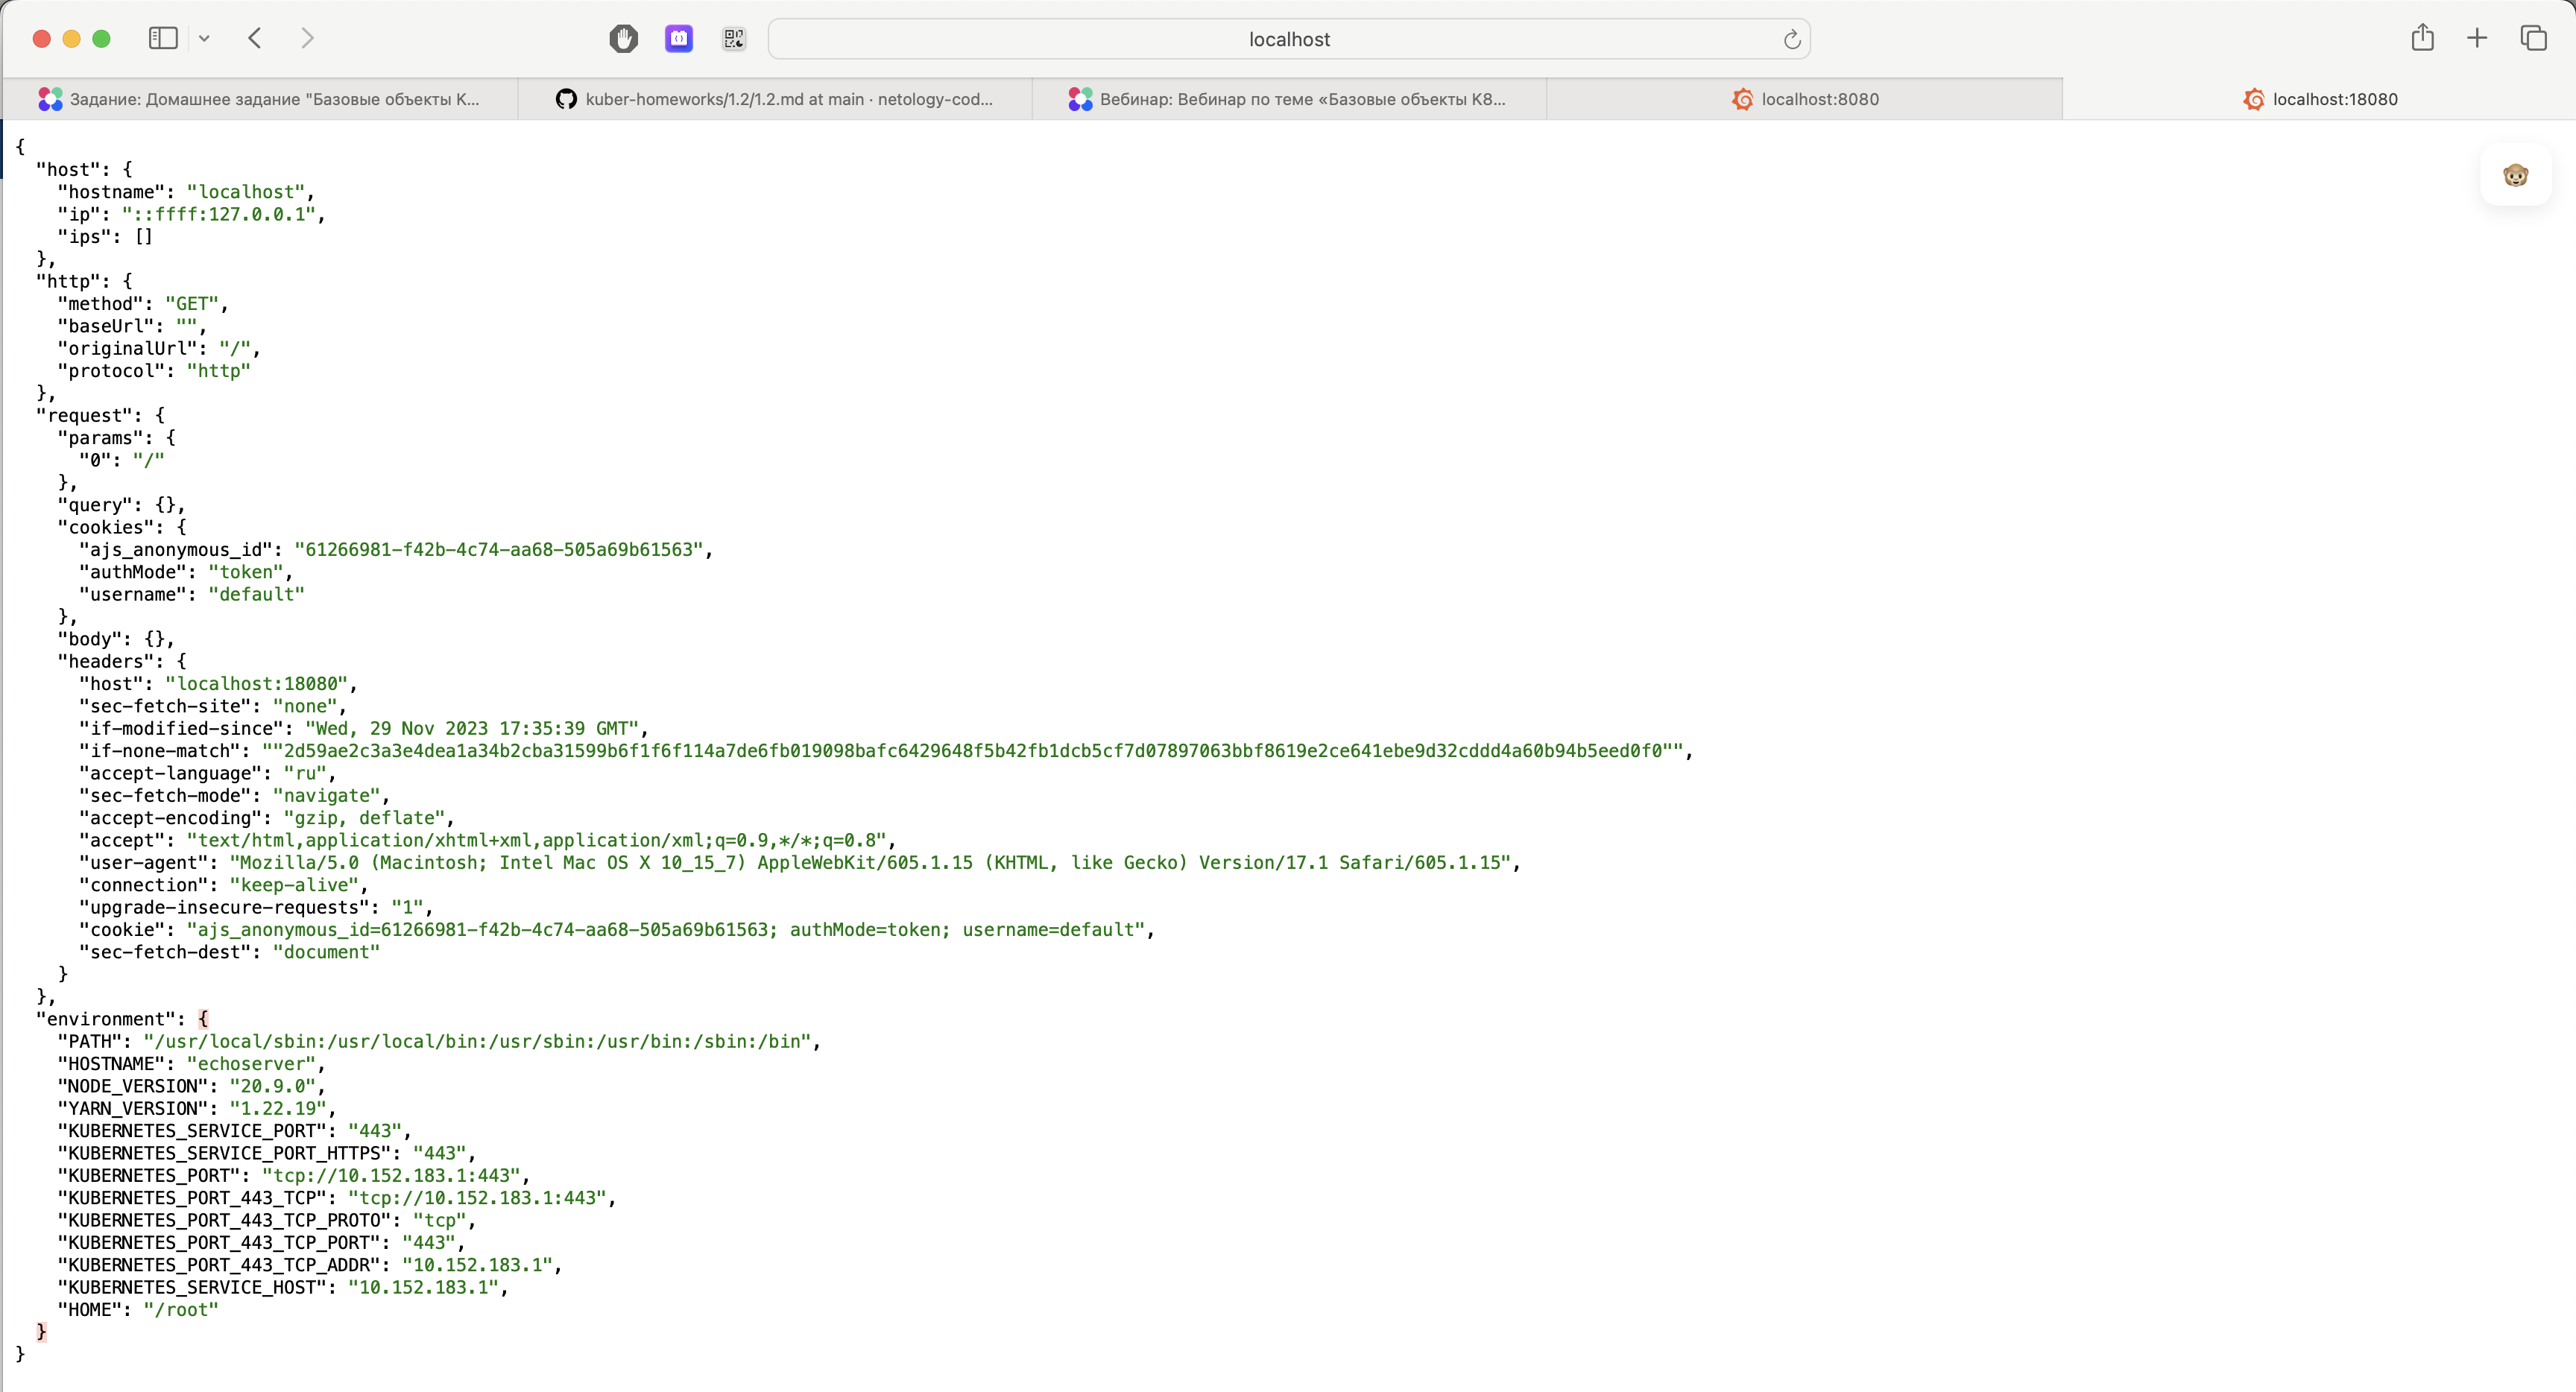 localhost
Задание: Домашнее задание "Базовые объекты K...
kuber-homeworks/1.2/1.2.md at main · netology-cod...
Вебинар: Вебинар по теме «Базовые объекты K8...
localhost:8080
localhost:18080
{
  "host": {
    "hostname": "localhost",
    "ip": "::ffff:127.0.0.1",
    "ips": []
  },
  "http": {
    "method": "GET",
    "baseUrl": "",
    "originalUrl": "/",
    "protocol": "http"
  },
  "request": {
    "params": {
      "0": "/"
    },
    "query": {},
    "cookies": {
      "ajs_anonymous_id": "61266981-f42b-4c74-aa68-505a69b61563",
      "authMode": "token",
      "username": "default"
    },
    "body": {},
    "headers": {
      "host": "localhost:18080",
      "sec-fetch-site": "none",
      "if-modified-since": "Wed, 29 Nov 2023 17:35:39 GMT",
      "if-none-match": ""2d59ae2c3a3e4dea1a34b2cba31599b6f1f6f114a7de6fb019098bafc6429648f5b42fb1dcb5cf7d07897063bbf8619e2ce641ebe9d32cddd4a60b94b5eed0f0"",
      "accept-language": "ru",
      "sec-fetch-mode": "navigate",
      "accept-encoding": "gzip, deflate",
      "accept": "text/html,application/xhtml+xml,application/xml;q=0.9,*/*;q=0.8",
      "user-agent": "Mozilla/5.0 (Macintosh; Intel Mac OS X 10_15_7) AppleWebKit/605.1.15 (KHTML, like Gecko) Version/17.1 Safari/605.1.15",
      "connection": "keep-alive",
      "upgrade-insecure-requests": "1",
      "cookie": "ajs_anonymous_id=61266981-f42b-4c74-aa68-505a69b61563; authMode=token; username=default",
      "sec-fetch-dest": "document"
    }
  },
  "environment": {
    "PATH": "/usr/local/sbin:/usr/local/bin:/usr/sbin:/usr/bin:/sbin:/bin",
    "HOSTNAME": "echoserver",
    "NODE_VERSION": "20.9.0",
    "YARN_VERSION": "1.22.19",
    "KUBERNETES_SERVICE_PORT": "443",
    "KUBERNETES_SERVICE_PORT_HTTPS": "443",
    "KUBERNETES_PORT": "tcp://10.152.183.1:443",
    "KUBERNETES_PORT_443_TCP": "tcp://10.152.183.1:443",
    "KUBERNETES_PORT_443_TCP_PROTO": "tcp",
    "KUBERNETES_PORT_443_TCP_PORT": "443",
    "KUBERNETES_PORT_443_TCP_ADDR": "10.152.183.1",
    "KUBERNETES_SERVICE_HOST": "10.152.183.1",
    "HOME": "/root"
  }
}